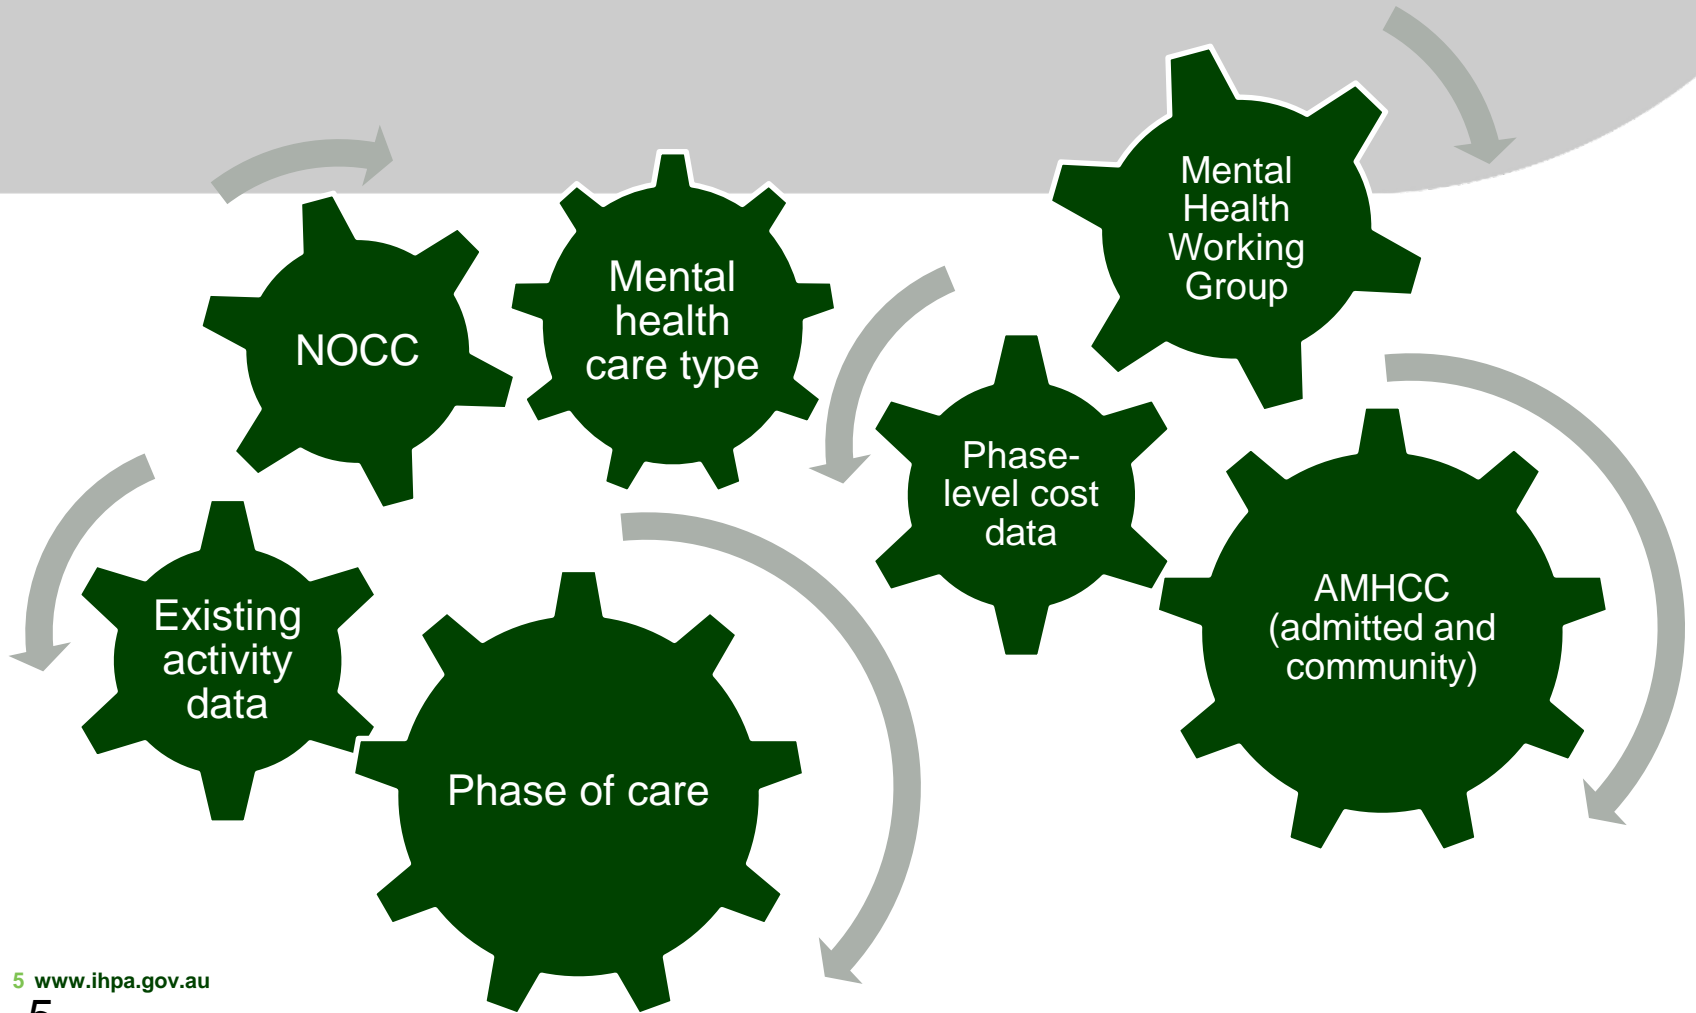 NOCC
Mental
health
care type
Mental
Health
Working
Group
Phase-
level cost
data
Existing
activity
data
Phase of care
AMHCC
(admitted and
community)
5 www.ihpa.gov.au
5